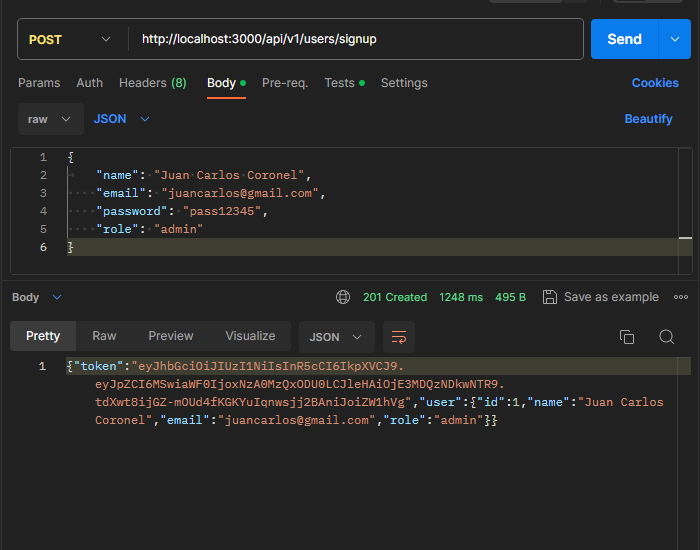 POST http://localhost:3000/api/v1/users/signup Send
Params Auth Headers (8) Body Pre-req. Tests Settings Cookies
raw JSON Beautify
1 {
2 "name": "Juan Carlos Coronel",
3 "email": "juancarlos@gmail.com",
4 "password": "pass12345",
5 "role": "admin"
6 }
Body 201 Created 1248 ms 495 B Save as example
Pretty Raw Preview Visualize JSON
1 {"token":"eyJhbGciOiJIUzI1NiIsInR5cCI6IkpXVCJ9.
eyJpZCI6MSwiaWF0IjoxNzA0MzQxODU0LCJleHAiOjE3MDQzNDkwNTR9.
tdXwt8ijGZ-mOUd4fKGKYuIqnwsjj2BAniJoiZW1hVg","user":{"id":1,"name":"Juan Carlos
Coronel","email":"juancarlos@gmail.com","role":"admin"}}